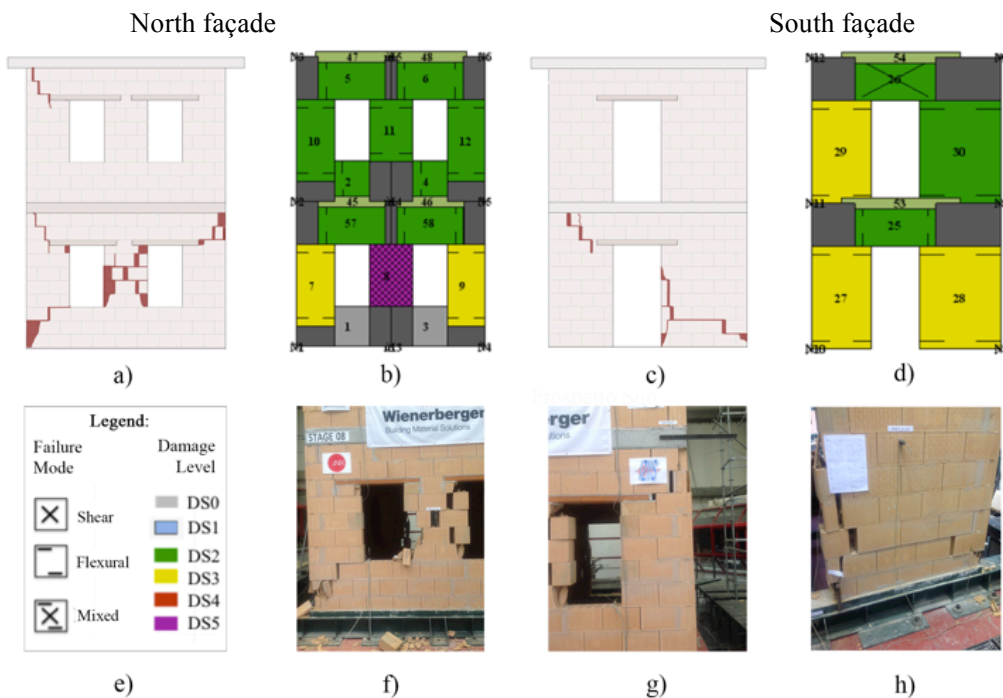 North façade
South façade
47
48
5
6
10
11
12
2
4
45
46
57
58
7
8
9
1
3
54
26
29
30
53
25
27
28
a)
b)
c)
d)
Legend:
Failure Mode
Damage Level
Shear
Flexural
Mixed
DS0
DS1
DS2
DS3
DS4
DS5
Wienerberger
Building Material Solutions
STAGE 08
erger
olutions
e)
f)
g)
h)